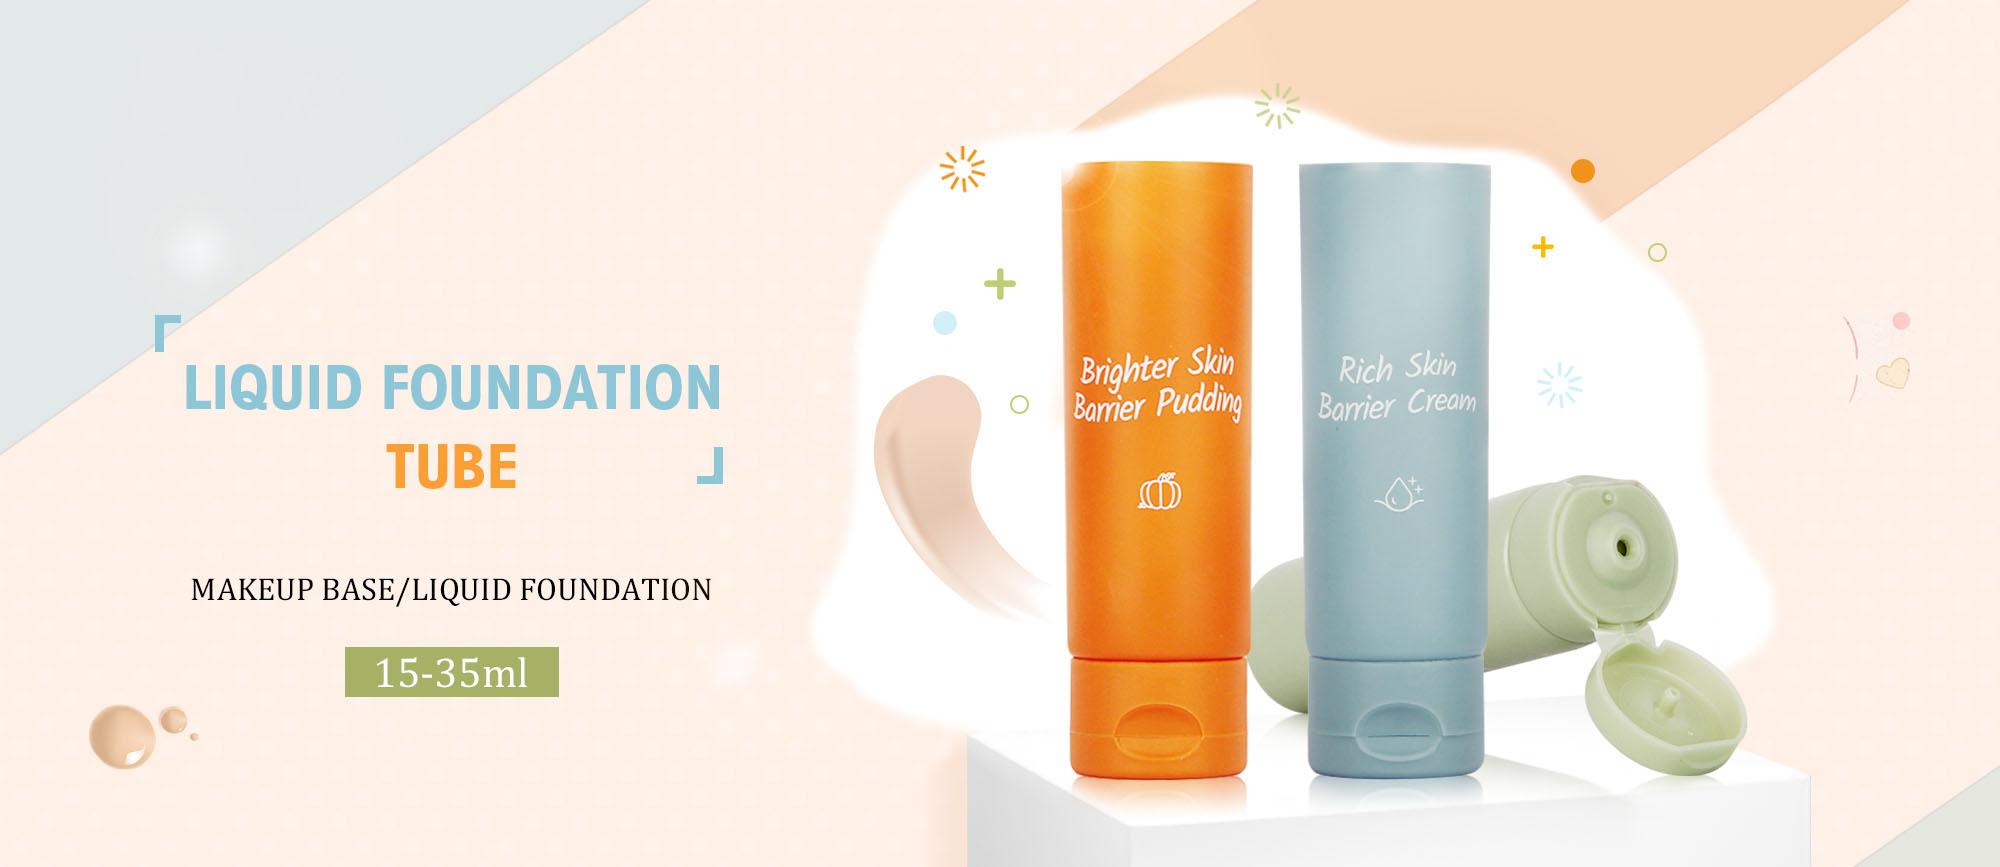 LIQUID FOUNDATION
TUBE
MAKEUP BASE/LIQUID FOUNDATION
15-35ml
Brighter Skin
Barrier Pudding
Rich Skin
Barrier Cream